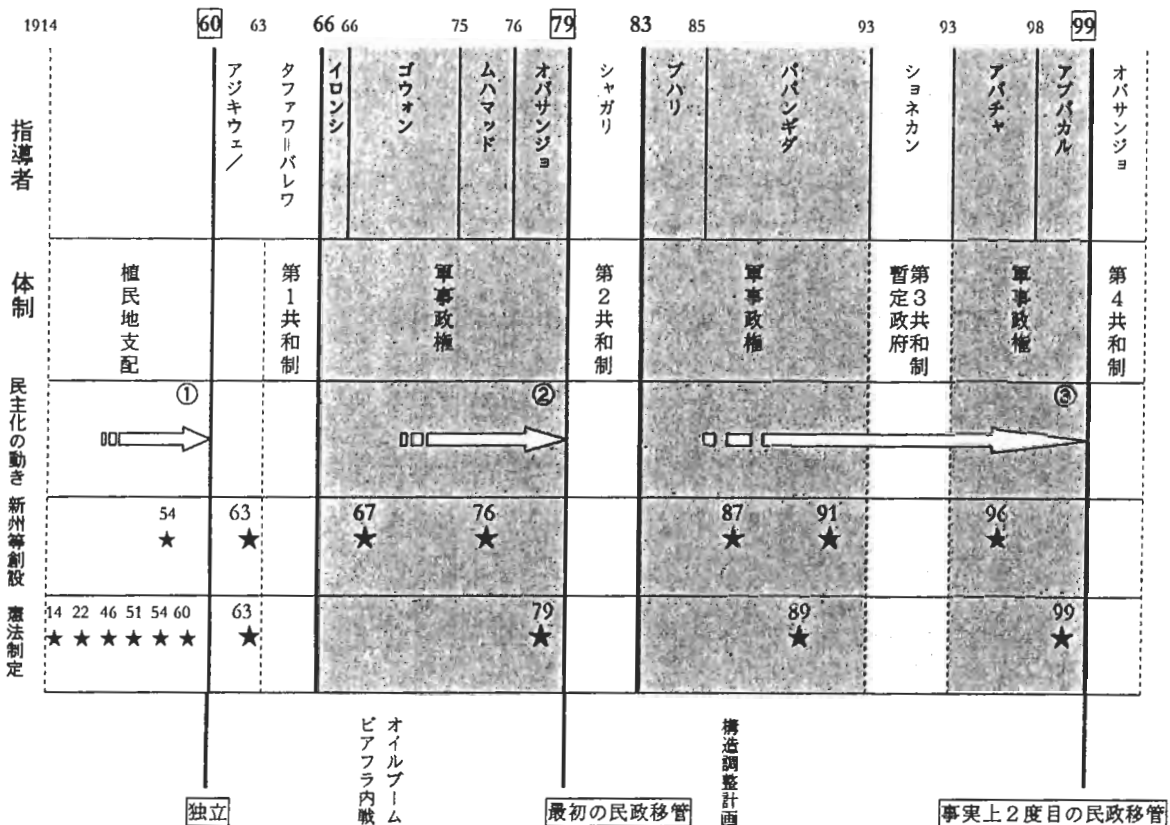 1914 60 63 66 66 75 76 79 83 85 93 93 98 99
指導者
アジキウェ/
タファワ=バレワ
イロンシ
ゴウォン
ムハマッド
オバサンジョ
シャガリ
ブハリ
ババンギダ
ショネカン
アバチャ
アブバカル
オバサンジョ
体制
植民地支配
第1共和制
軍事政権
第2共和制
軍事政権
第3共和制
暫定政府
軍事政権
第4共和制
民主化の動き
① ② ③
新州等創設
54 63 67 76 87 91 96
★ ★ ★ ★ ★ ★ ★
憲法制定
14 22 46 51 54 60 63 79 89 99
★ ★ ★ ★ ★ ★ ★ ★ ★ ★
オイルブーム
ビアフラ内戦
構造調整計画
独立
最初の民政移管
事実上2度目の民政移管